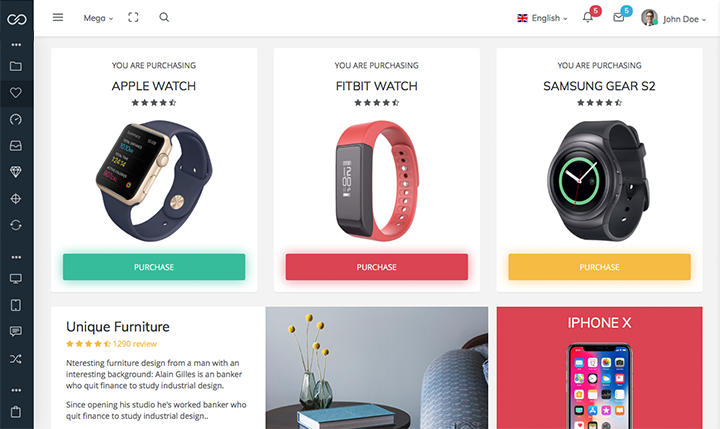 Mega
English
5
5
John Doe
YOU ARE PURCHASING
APPLE WATCH
PURCHASE
YOU ARE PURCHASING
FITBIT WATCH
PURCHASE
YOU ARE PURCHASING
SAMSUNG GEAR S2
PURCHASE
Unique Furniture
1290 review
Nteresting furniture design from a man with an
interesting background: Alain Gilles is an banker
who quit finance to study industrial design.
Since opening his studio he's worked banker who
quit finance to study industrial design..
IPHONE X